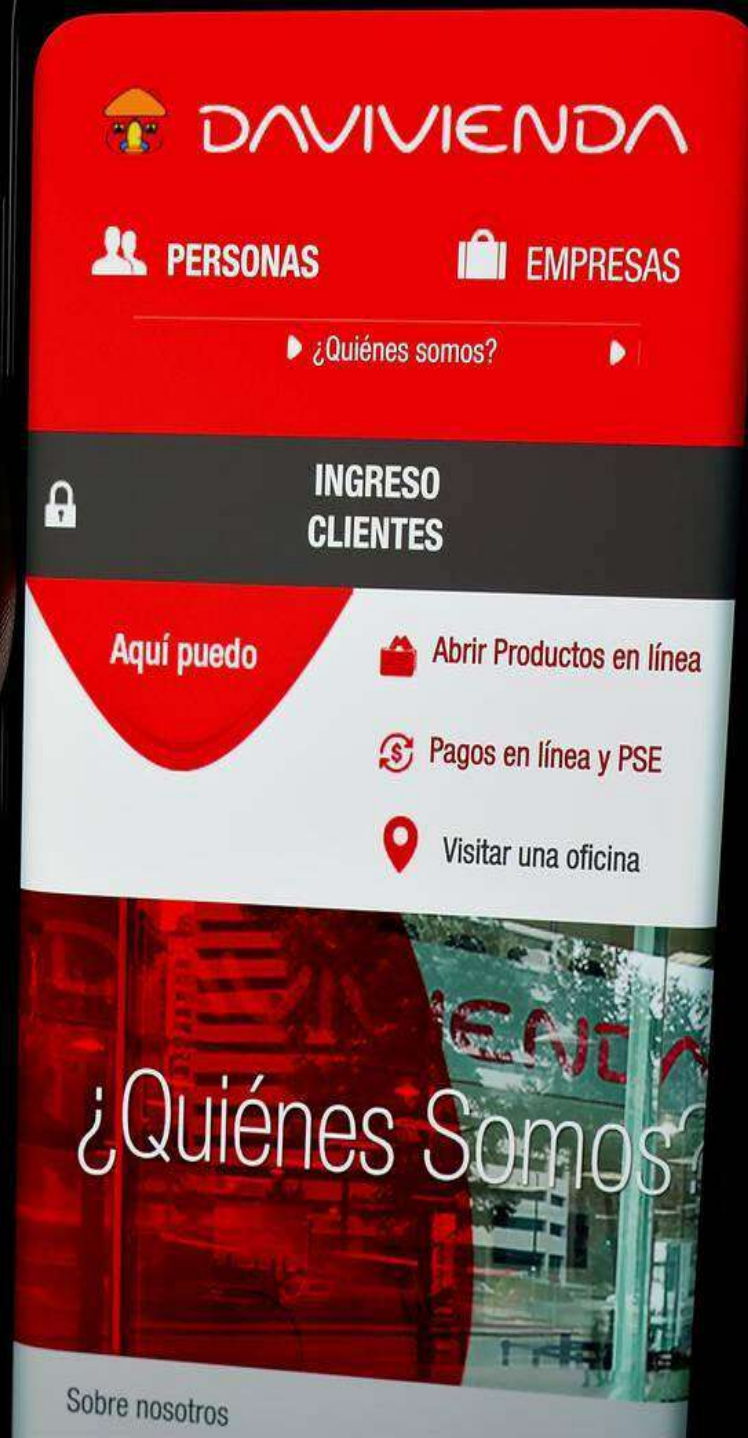 DAVIVIENDA
PERSONAS
EMPRESAS
¿Quiénes somos?
INGRESO
CLIENTES
Aquí puedo
Abrir Productos en línea
Pagos en línea y PSE
Visitar una oficina
IENDA
¿Quiénes Somos?
Sobre nosotros